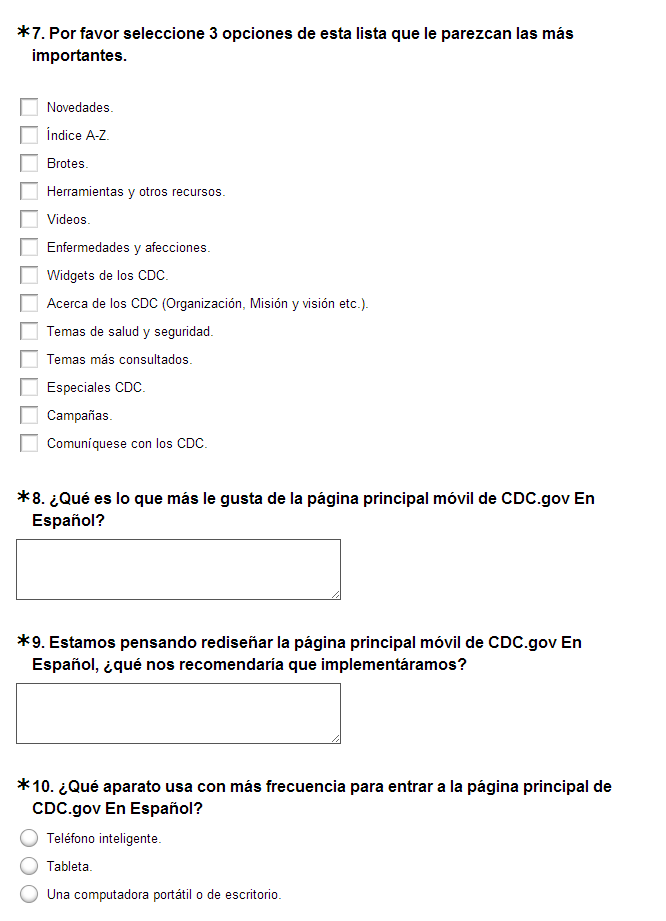 *7. Por favor seleccione 3 opciones de esta lista que le parezcan las más
importantes.
Novedades.
Índice A-Z.
Brotes.
Herramientas y otros recursos.
Videos.
Enfermedades y afecciones.
Widgets de los CDC.
Acerca de los CDC (Organización, Misión y visión etc.).
Temas de salud y seguridad.
Temas más consultados.
Especiales CDC.
Campañas.
Comuníquese con los CDC.
*8. ¿Qué es lo que más le gusta de la página principal móvil de CDC.gov En
Español?
*9. Estamos pensando rediseñar la página principal móvil de CDC.gov En
Español, ¿qué nos recomendaría que implementáramos?
*10. ¿Qué aparato usa con más frecuencia para entrar a la página principal de
CDC.gov En Español?
Teléfono inteligente.
Tableta.
Una computadora portátil o de escritorio.